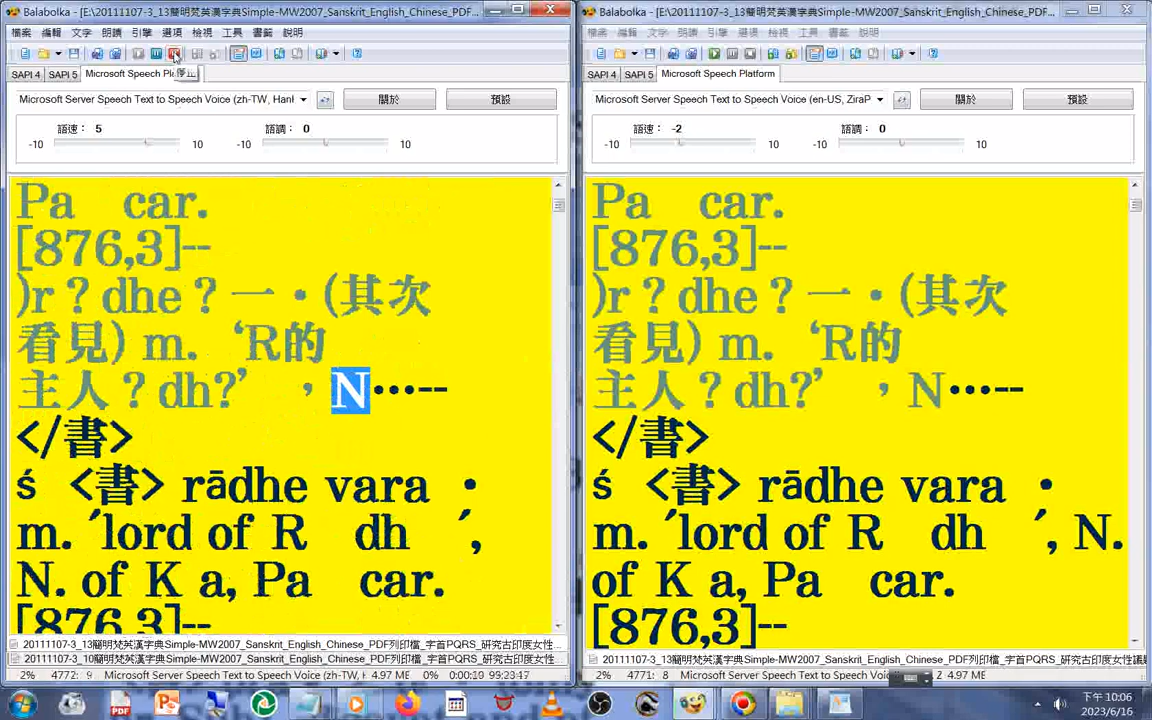 Balabolka - [E:\20111107-3_13簡明梵英漢字典Simple-MW2007_Sanskrit_English_Chinese_PDF...
檔案 編輯 文字 朗讀 引擎 選項 檢視 工具 書籤 說明
SAPI 4 SAPI 5 Microsoft Speech Pl
停止
Microsoft Server Speech Text to Speech Voice (zh-TW, Han
關於
預設
語速： 5
語調： 0
-10 10 -10 10
Pa car.
[876,3]--
)r？dhe？一•(其次
看見) m. ‘R的
主人？dh?’ ，N•••--
</書>
ś <書> rādhe vara •
m. ′lord of R dh ′,
N. of K a, Pa car.
[876,3]--
20111107-3_13簡明梵英漢字典Simple-MW2007_Sanskrit_English_Chinese_PDF列印檔_字首PQRS_研究古印度女性...
20111107-3_10簡明梵英漢字典Simple-MW2007_Sanskrit_English_Chinese_PDF列印檔_字首PQRS_研究古印度女性...
2% 4772: 9 Microsoft Server Speech Text to Speech Voice (zh-TW, H 4.97 MB 0% 0:00:19 99:23:47
Balabolka - [E:\20111107-3_13簡明梵英漢字典Simple-MW2007_Sanskrit_English_Chinese_PDF...
檔案 編輯 文字 朗讀 引擎 選項 檢視 工具 書籤 說明
SAPI 4 SAPI 5 Microsoft Speech Platform
Microsoft Server Speech Text to Speech Voice (en-US, ZiraP
關於
預設
語速： -2
語調： 0
-10 10 -10 10
Pa car.
[876,3]--
)r？dhe？一•(其次
看見) m. ‘R的
主人？dh?’ ，N•••--
</書>
ś <書> rādhe vara •
m. ′lord of R dh ′, N.
of K a, Pa car.
[876,3]--
20111107-3_13簡明梵英漢字典Simple-MW2007_Sanskrit_English_Chinese_PDF列印檔_字首PQRS_研究古印度女性議
2% 4771: 8 Microsoft Server Speech Text to Speech Voice (en-US, Z 4.97 MB
下午 10:06
2023/6/16